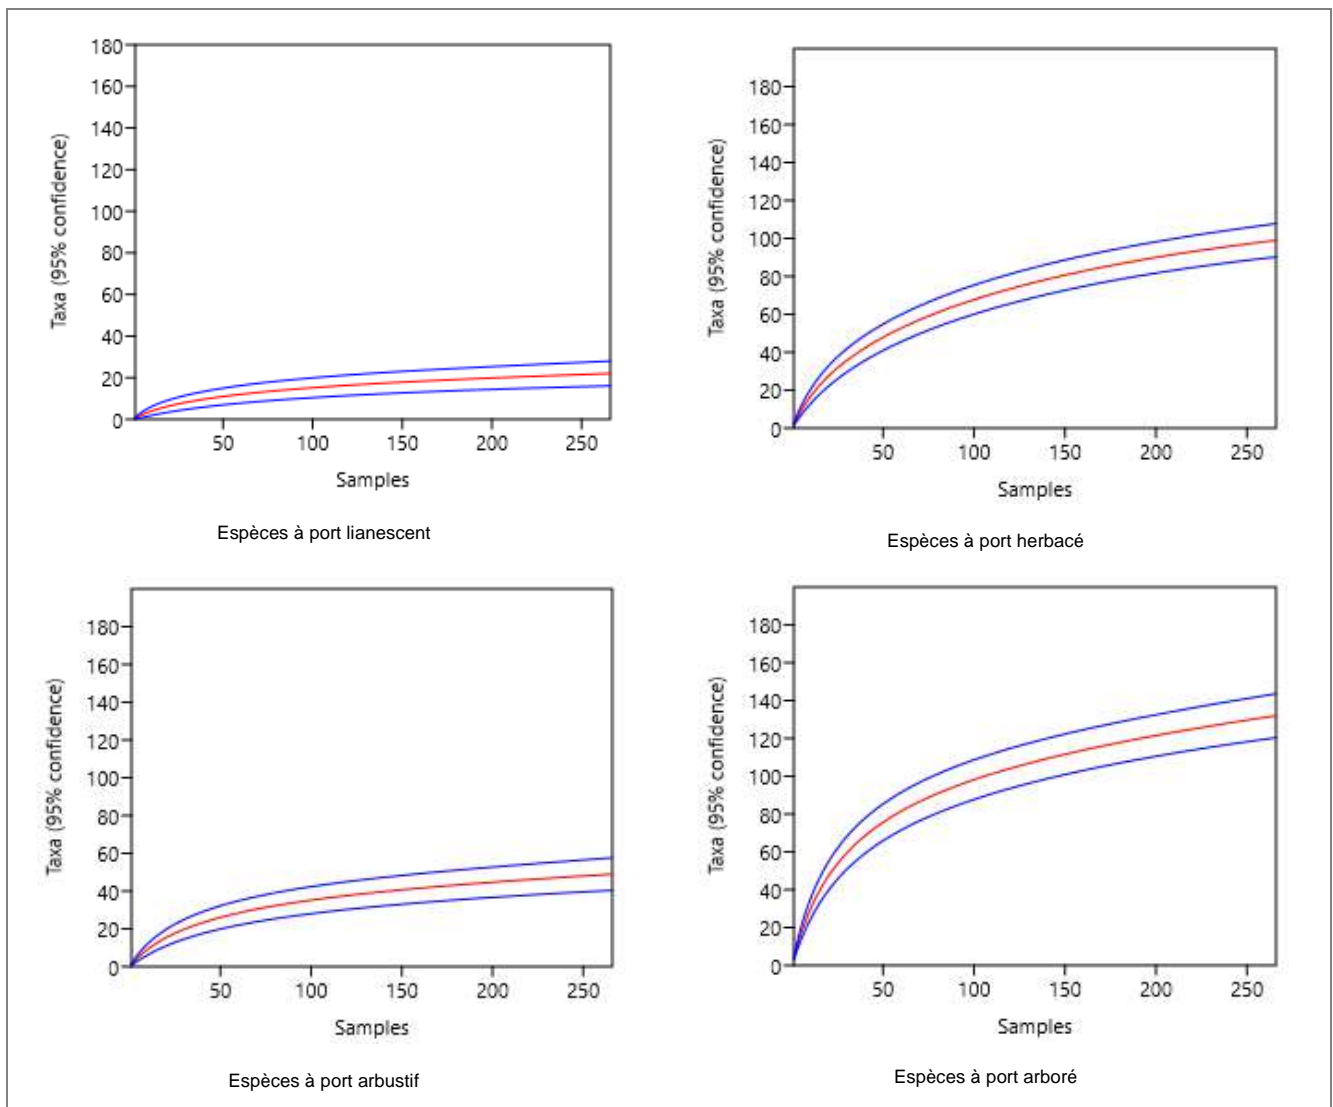 180
160
140
120
100
80
60
40
20
0
Taxa (95% confidence)
50 100 150 200 250
Samples
Espèces à port lianescent
180
160
140
120
100
80
60
40
20
0
Taxa (95% confidence)
50 100 150 200 250
Samples
Espèces à port herbacé
180
160
140
120
100
80
60
40
20
0
Taxa (95% confidence)
50 100 150 200 250
Samples
Espèces à port arbustif
180
160
140
120
100
80
60
40
20
0
Taxa (95% confidence)
50 100 150 200 250
Samples
Espèces à port arboré